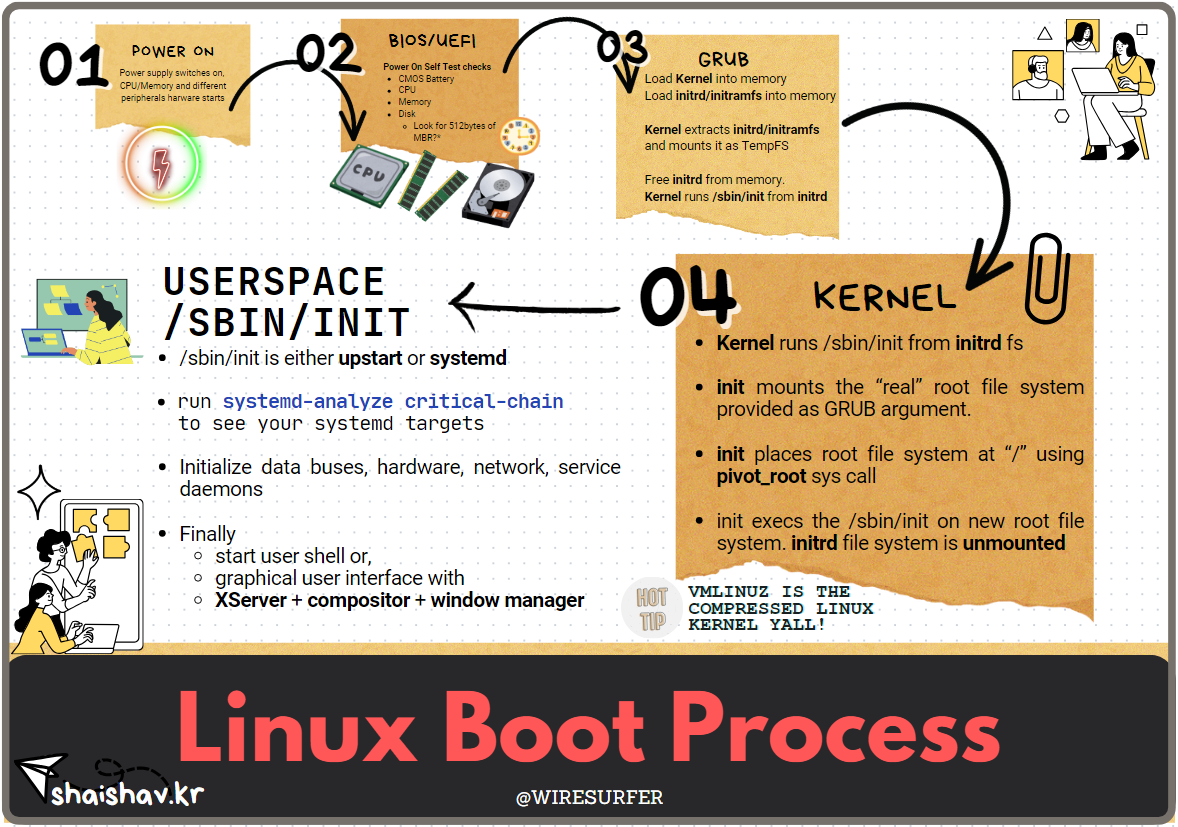 01
POWER ON
Power supply switches on,
CPU/Memory and different
peripherals harware starts
02
BIOS/UEFI
Power On Self Test checks
• CMOS Battery
• CPU
• Memory
• Disk
○ Look for 512bytes of
MBR?*
CPU
03
GRUB
Load Kernel into memory
Load initrd/initramfs into memory
Kernel extracts initrd/initramfs
and mounts it as TempFS
Free initrd from memory.
Kernel runs /sbin/init from initrd
04
KERNEL
• Kernel runs /sbin/init from initrd fs
• init mounts the “real” root file system
provided as GRUB argument.
• init places root file system at “/” using
pivot_root sys call
• init execs the /sbin/init on new root file
system. initrd file system is unmounted
HOT
TIP
VMLINUZ IS THE
COMPRESSED LINUX
KERNEL YALL!
USERSPACE
/SBIN/INIT
• /sbin/init is either upstart or systemd
• run systemd-analyze critical-chain
to see your systemd targets
• Initialize data buses, hardware, network, service
daemons
• Finally
○ start user shell or,
○ graphical user interface with
○ XServer + compositor + window manager
Linux Boot Process
shaishav.kr
@WIRESURFER